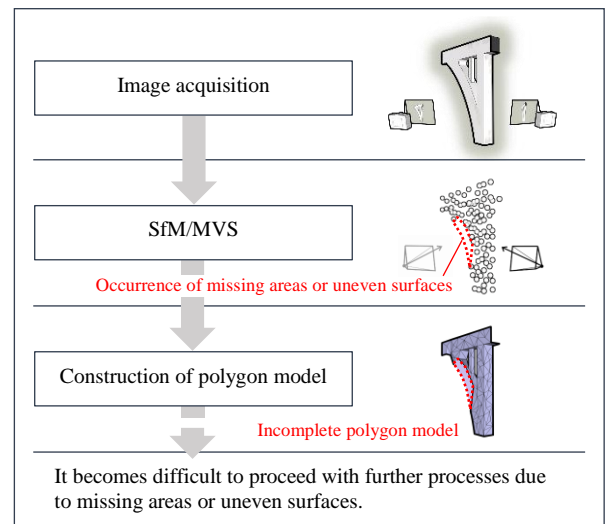 Image acquisition
SfM/MVS
Occurrence of missing areas or uneven surfaces
Construction of polygon model
Incomplete polygon model
It becomes difficult to proceed with further processes due
to missing areas or uneven surfaces.